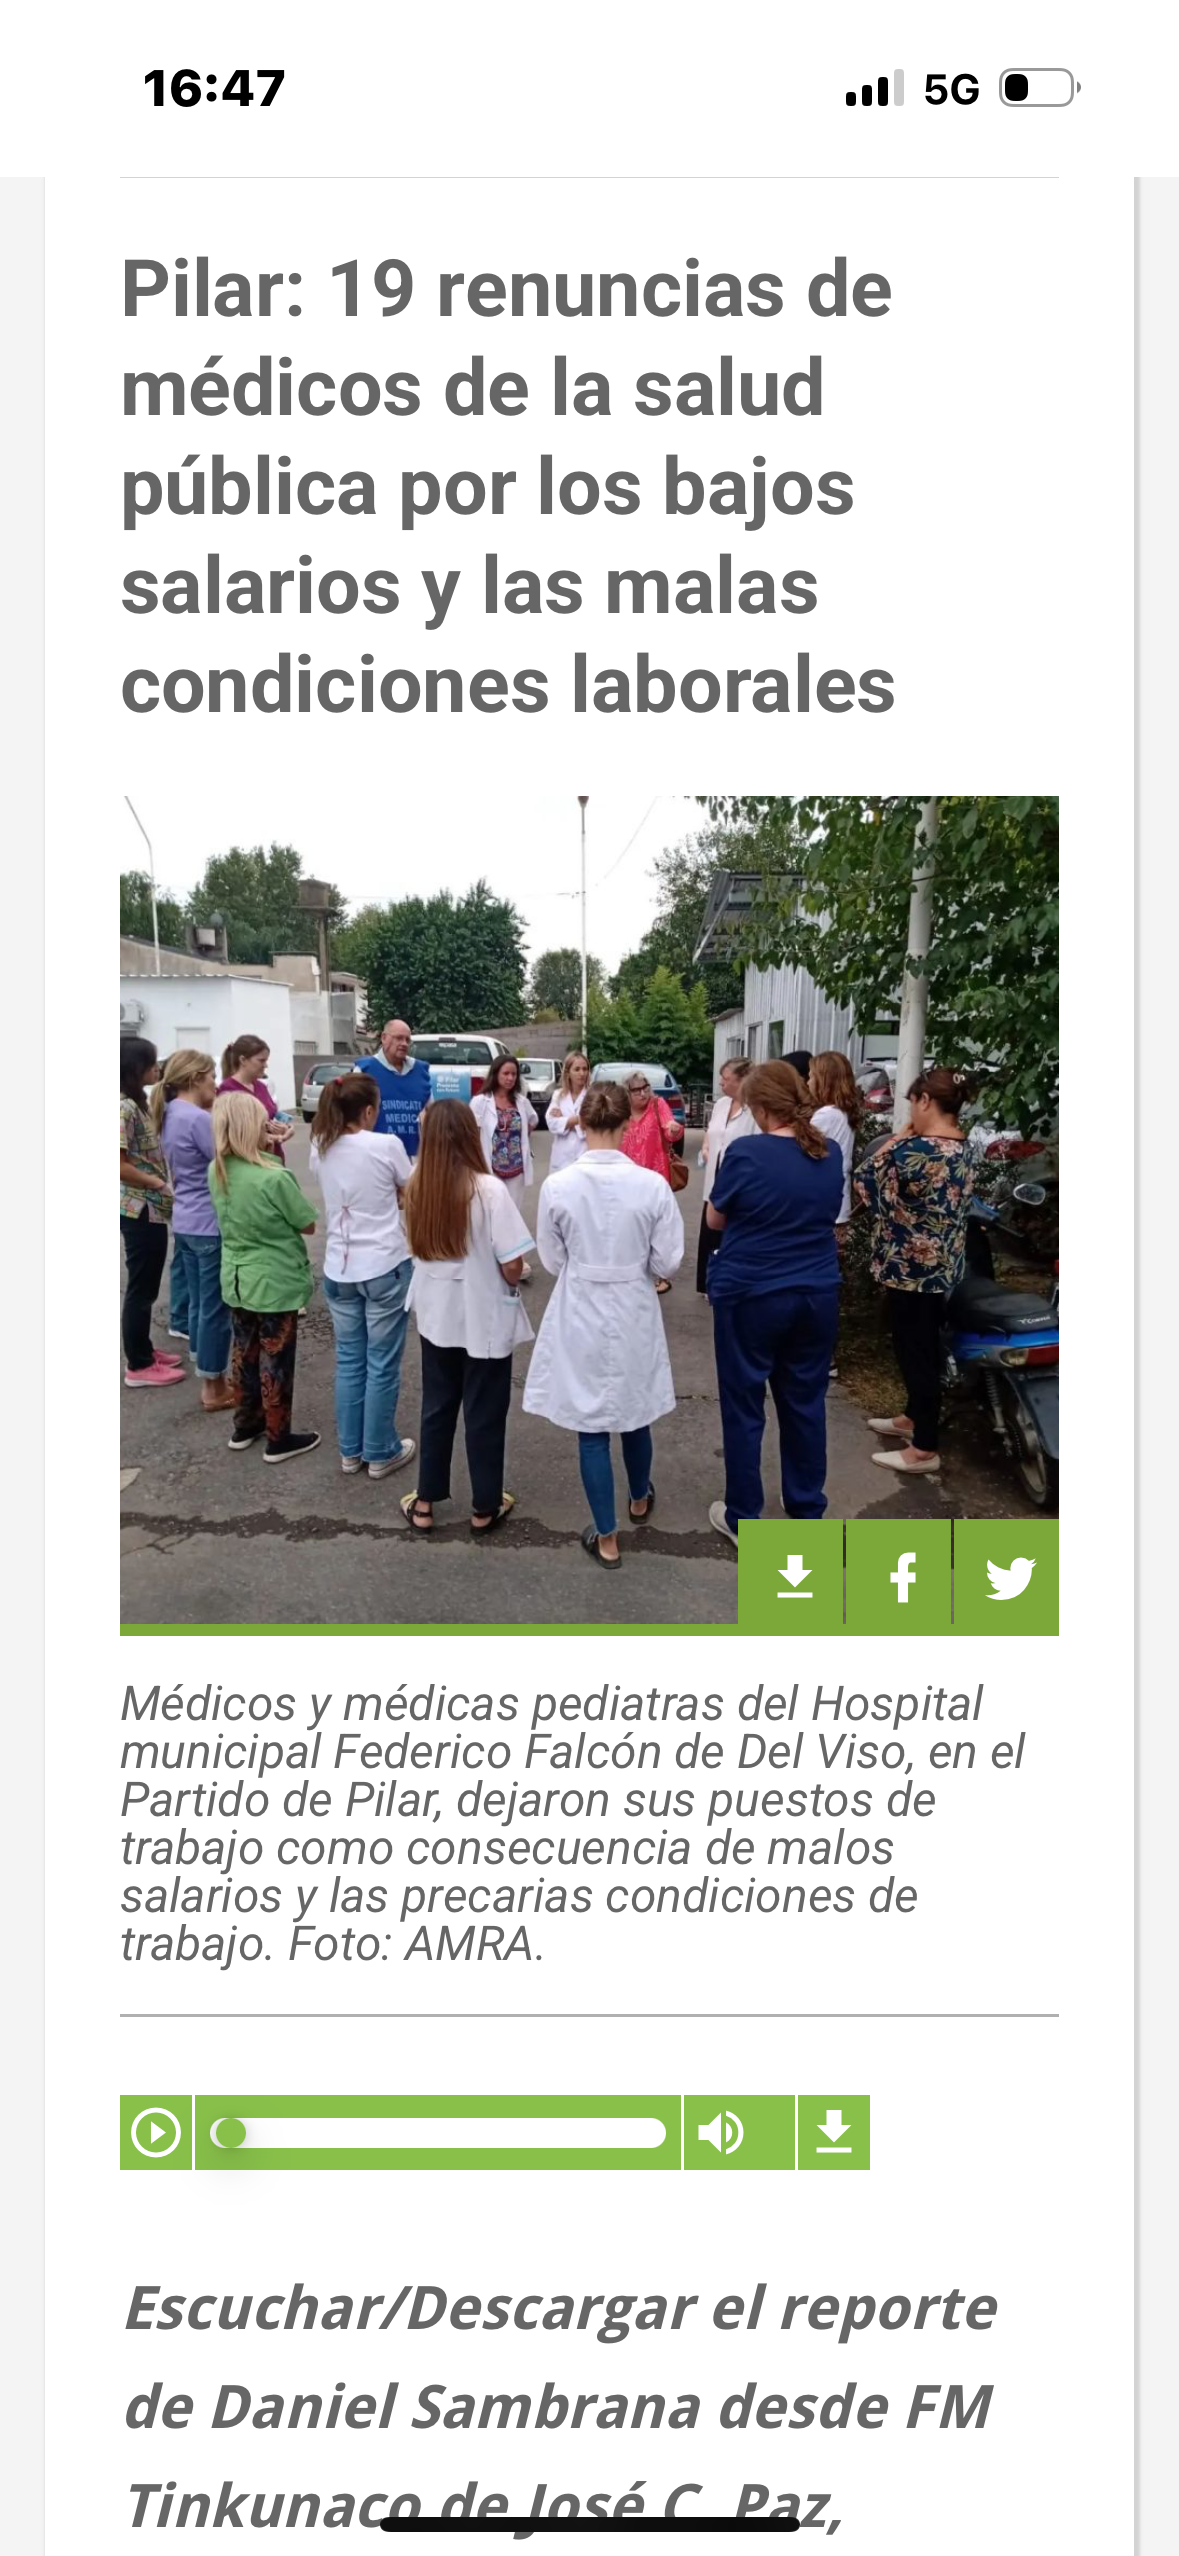 16:47
5G
Pilar: 19 renuncias de
médicos de la salud
pública por los bajos
salarios y las malas
condiciones laborales
SINDICAT
MEDIC
A.M.R.
Médicos y médicas pediatras del Hospital
municipal Federico Falcón de Del Viso, en el
Partido de Pilar, dejaron sus puestos de
trabajo como consecuencia de malos
salarios y las precarias condiciones de
trabajo. Foto: AMRA.
Escuchar/Descargar el reporte
de Daniel Sambrana desde FM
Tinkunaco de José C. Paz,